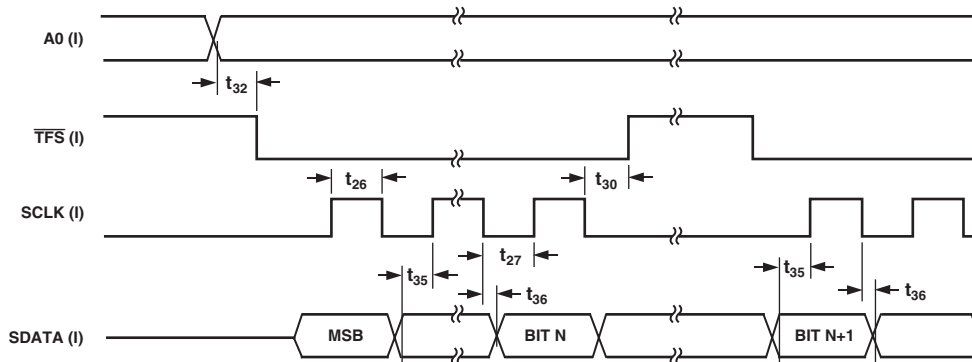 A0 (I)
t32
TFS (I)
t26
t30
SCLK (I)
t27
t35
t35
t36
t36
SDATA (I)
MSB
BIT N
BIT N+1